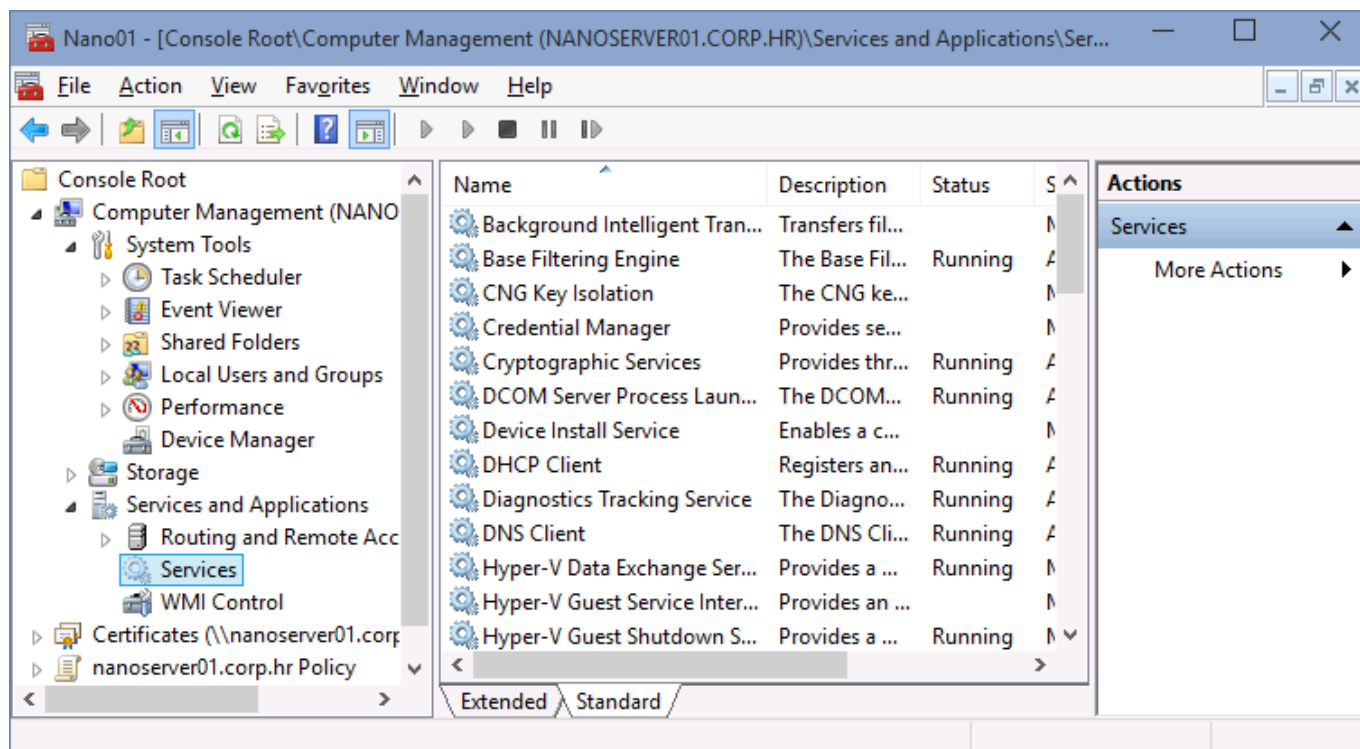 Nano01 - [Console Root\Computer Management (NANOSERVER01.CORP.HR)\Services and Applications\Ser...
File Action View Favorites Window Help
Console Root
Computer Management (NANO
System Tools
Task Scheduler
Event Viewer
Shared Folders
Local Users and Groups
Performance
Device Manager
Storage
Services and Applications
Routing and Remote Acc
Services
WMI Control
Certificates (\\nanoserver01.corp
nanoserver01.corp.hr Policy
Name Description Status S
Background Intelligent Tran... Transfers fil... M
Base Filtering Engine The Base Fil... Running A
CNG Key Isolation The CNG ke... M
Credential Manager Provides se... M
Cryptographic Services Provides thr... Running A
DCOM Server Process Laun... The DCOM... Running A
Device Install Service Enables a c... M
DHCP Client Registers an... Running A
Diagnostics Tracking Service The Diagno... Running A
DNS Client The DNS Cli... Running A
Hyper-V Data Exchange Ser... Provides a ... Running M
Hyper-V Guest Service Inter... Provides an ... M
Hyper-V Guest Shutdown S... Provides a ... Running M
Extended Standard
Actions
Services
More Actions